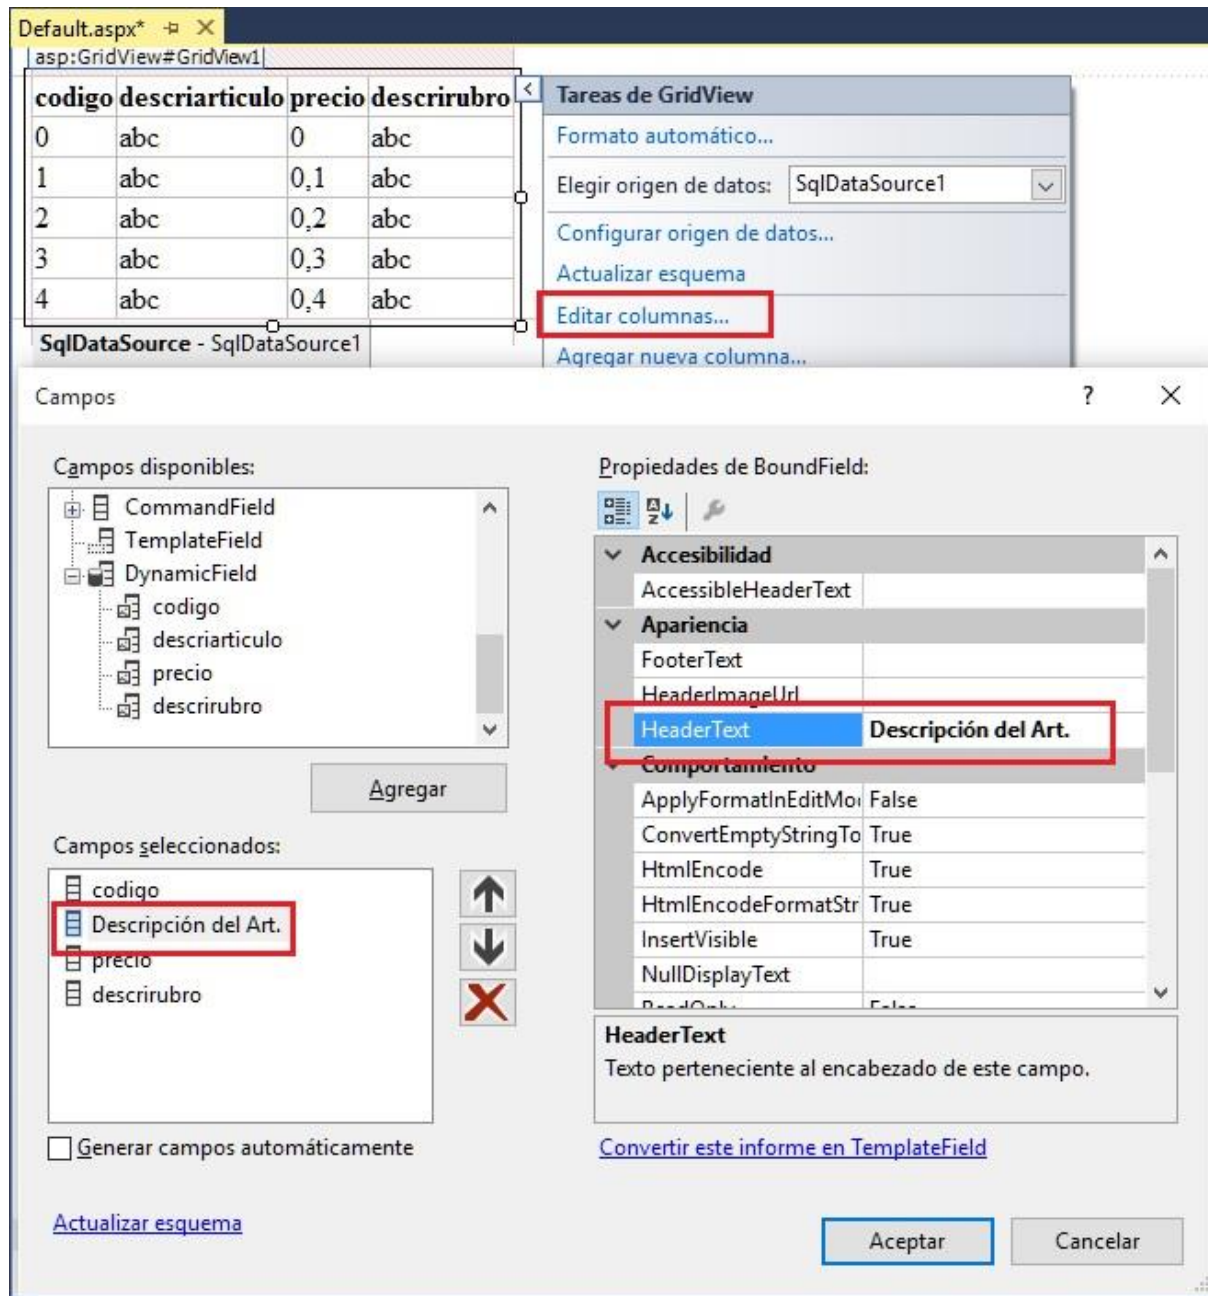 Default.aspx*
asp:GridView#GridView1
codigo descriarticulo precio descrirubro
0 abc 0 abc
1 abc 0,1 abc
2 abc 0,2 abc
3 abc 0,3 abc
4 abc 0,4 abc
SqlDataSource - SqlDataSource1
Tareas de GridView
Formato automático...
Elegir origen de datos: SqlDataSource1
Configurar origen de datos...
Actualizar esquema
Editar columnas...
Agregar nueva columna...
Campos ?
Campos disponibles:
CommandField
TemplateField
DynamicField
codigo
descriarticulo
precio
descrirubro
Agregar
Campos seleccionados:
codigo
Descripción del Art.
precio
descrirubro
Generar campos automáticamente
Actualizar esquema
Propiedades de BoundField:
Accesibilidad
AccessibleHeaderText
Apariencia
FooterText
HeaderImageUrl
HeaderText Descripción del Art.
Comportamiento
ApplyFormatInEditMo False
ConvertEmptyStringTo True
HtmlEncode True
HtmlEncodeFormatStr True
InsertVisible True
NullDisplayText
ReadOnly False
HeaderText
Texto perteneciente al encabezado de este campo.
Convertir este informe en TemplateField
Aceptar Cancelar